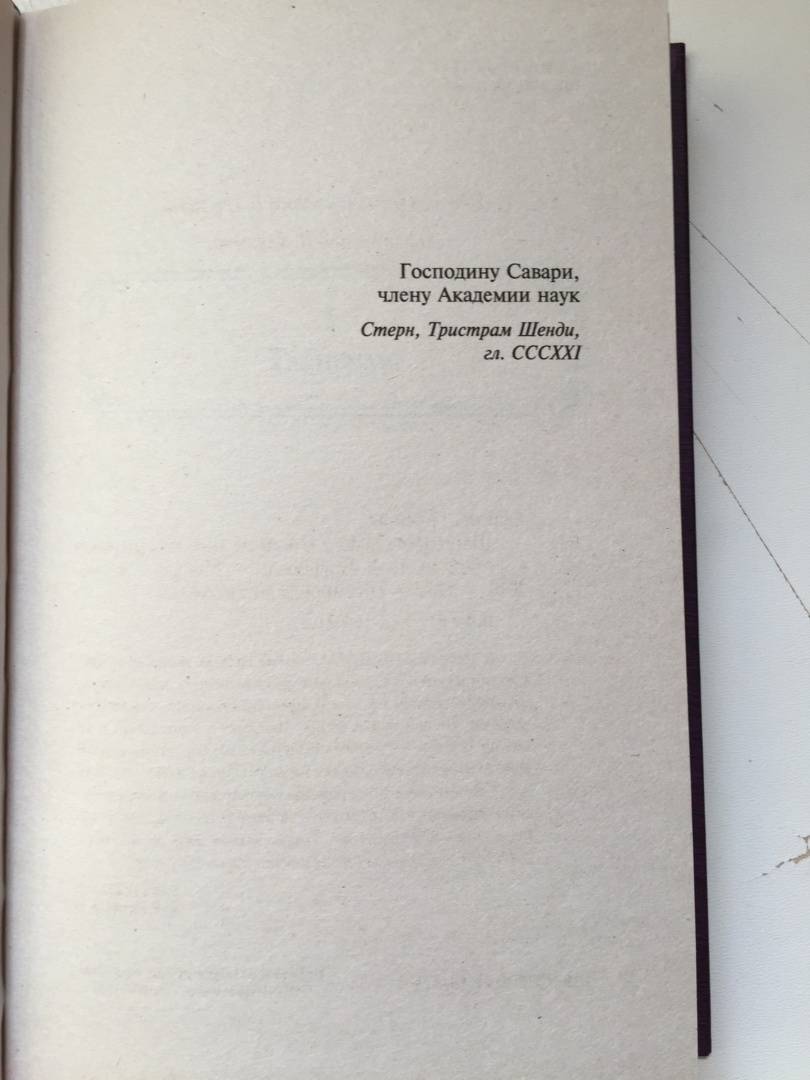 Господину Савари,
члену Академии наук
Стерн, Тристрам Шенди,
гл. CCCXXI